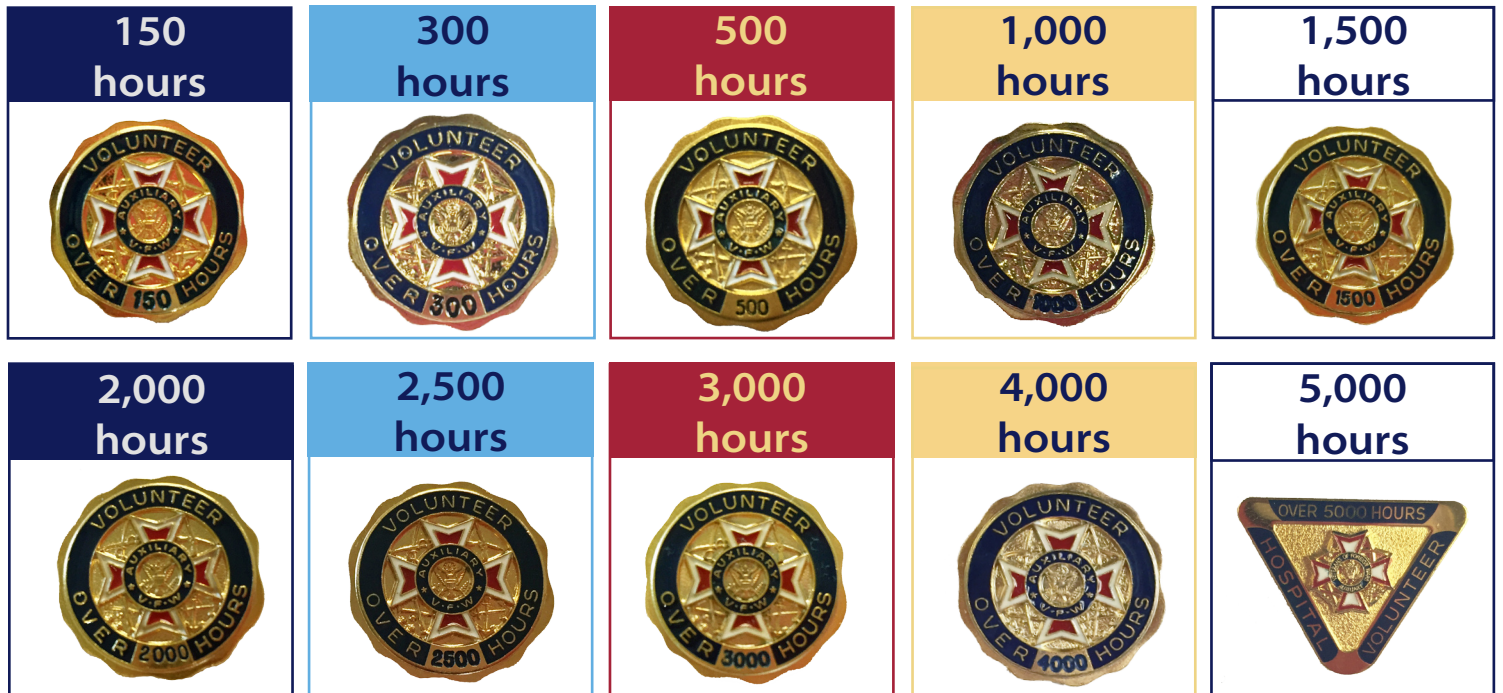 150
hours
300
hours
500
hours
1,000
hours
1,500
hours
VOLUNTEER
AUXILIARY
V·F·W
OVER 150 HOURS
VOLUNTEER
AUXILIARY
V·F·W
OVER 300 HOURS
VOLUNTEER
AUXILIARY
V·F·W
OVER 500 HOURS
VOLUNTEER
AUXILIARY
V·F·W
OVER 1000 HOURS
VOLUNTEER
AUXILIARY
V·F·W
OVER 1500 HOURS
2,000
hours
2,500
hours
3,000
hours
4,000
hours
5,000
hours
VOLUNTEER
AUXILIARY
V·F·W
OVER 2000 HOURS
VOLUNTEER
AUXILIARY
V·F·W
OVER 2500 HOURS
VOLUNTEER
AUXILIARY
V·F·W
OVER 3000 HOURS
VOLUNTEER
AUXILIARY
V·F·W
OVER 4000 HOURS
OVER 5000 HOURS
HOSPITAL
VOLUNTEER